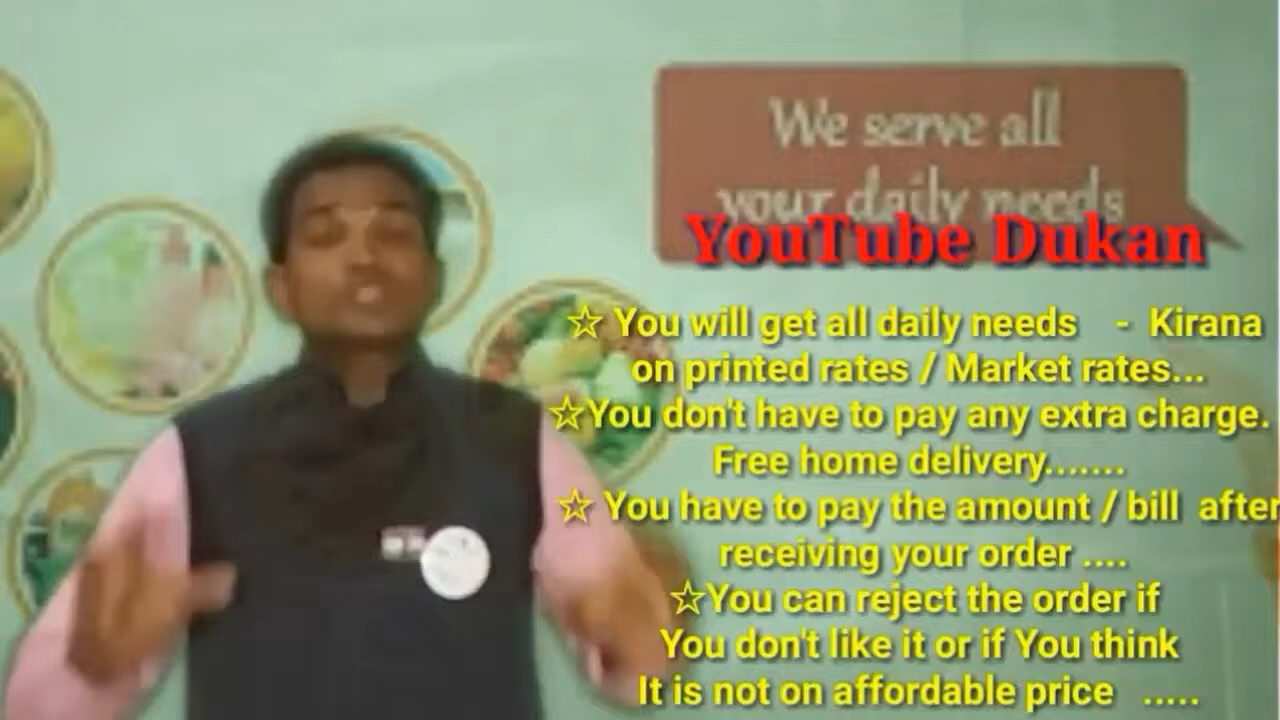 We serve all
your daily needs
YouTube Dukan
☆ You will get all daily needs - Kirana
on printed rates / Market rates...
☆You don't have to pay any extra charge.
Free home delivery.......
☆ You have to pay the amount / bill after
receiving your order ....
☆You can reject the order if
You don't like it or if You think
It is not on affordable price .....